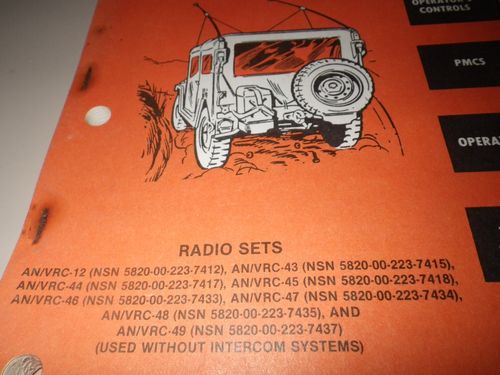 OPERATOR'S
CONTROLS
PMCS
RADIO SETS
AN/VRC-12 (NSN 5820-00-223-7412), AN/VRC-43 (NSN 5820-00-223-7415),
AN/VRC-44 (NSN 5820-00-223-7417), AN/VRC-45 (NSN 5820-00-223-7418),
AN/VRC-46 (NSN 5820-00-223-7433), AN/VRC-47 (NSN 5820-00-223-7434),
AN/VRC-48 (NSN 5820-00-223-7435), AND
AN/VRC-49 (NSN 5820-00-223-7437)
(USED WITHOUT INTERCOM SYSTEMS)